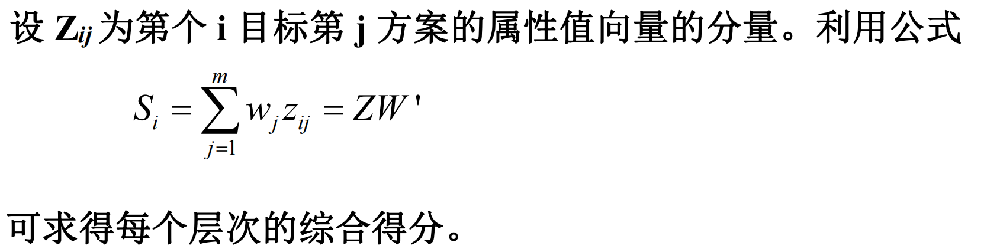 设 Z_{ij} 为第个 i 目标第 j 方案的属性值向量的分量。利用公式
S_i = \sum_{j=1}^{m} w_j z_{ij} = ZW'
可求得每个层次的综合得分。